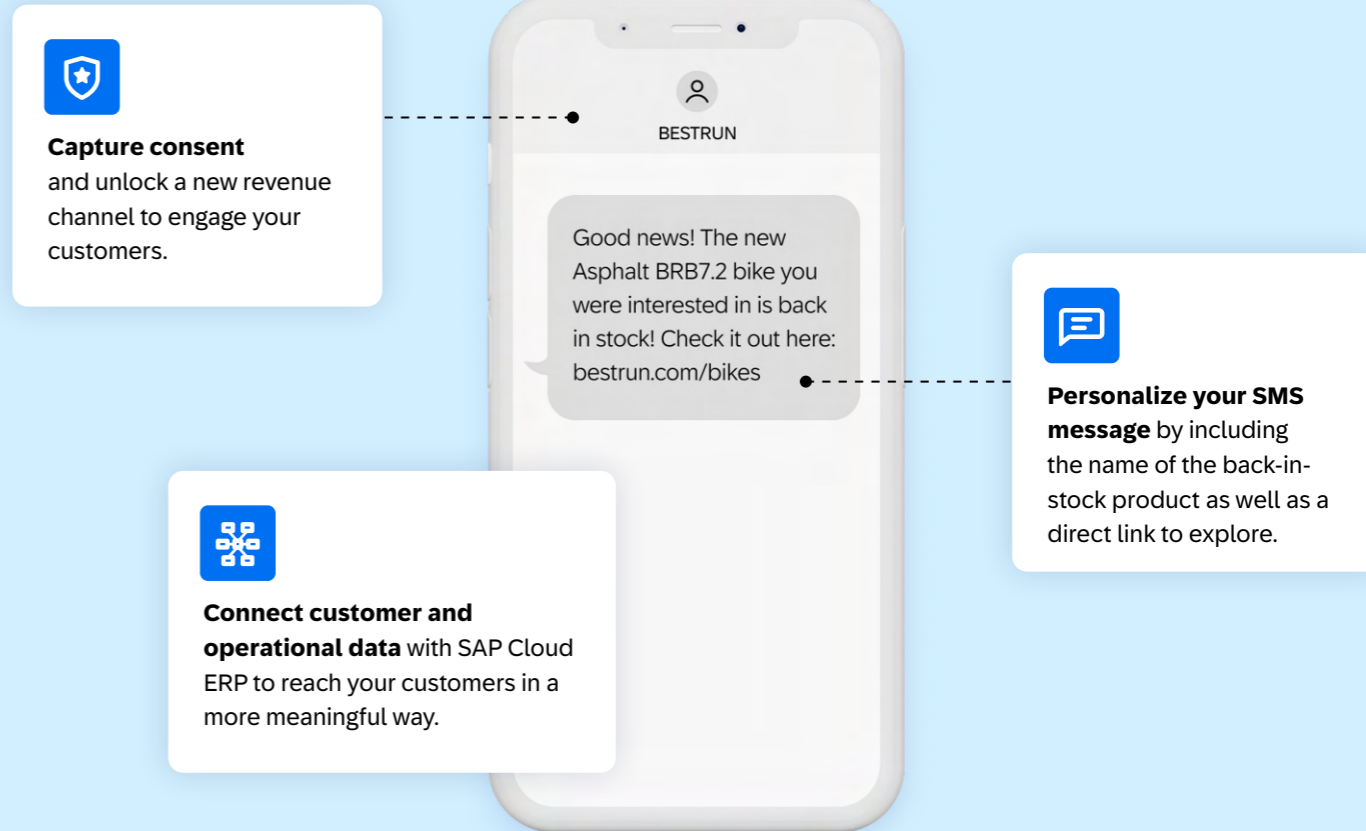 Capture consent
and unlock a new revenue
channel to engage your
customers.
BESTRUN
Good news! The new
Asphalt BRB7.2 bike you
were interested in is back
in stock! Check it out here:
bestrun.com/bikes
Personalize your SMS
message by including
the name of the back-in-
stock product as well as a
direct link to explore.
Connect customer and
operational data with SAP Cloud
ERP to reach your customers in a
more meaningful way.